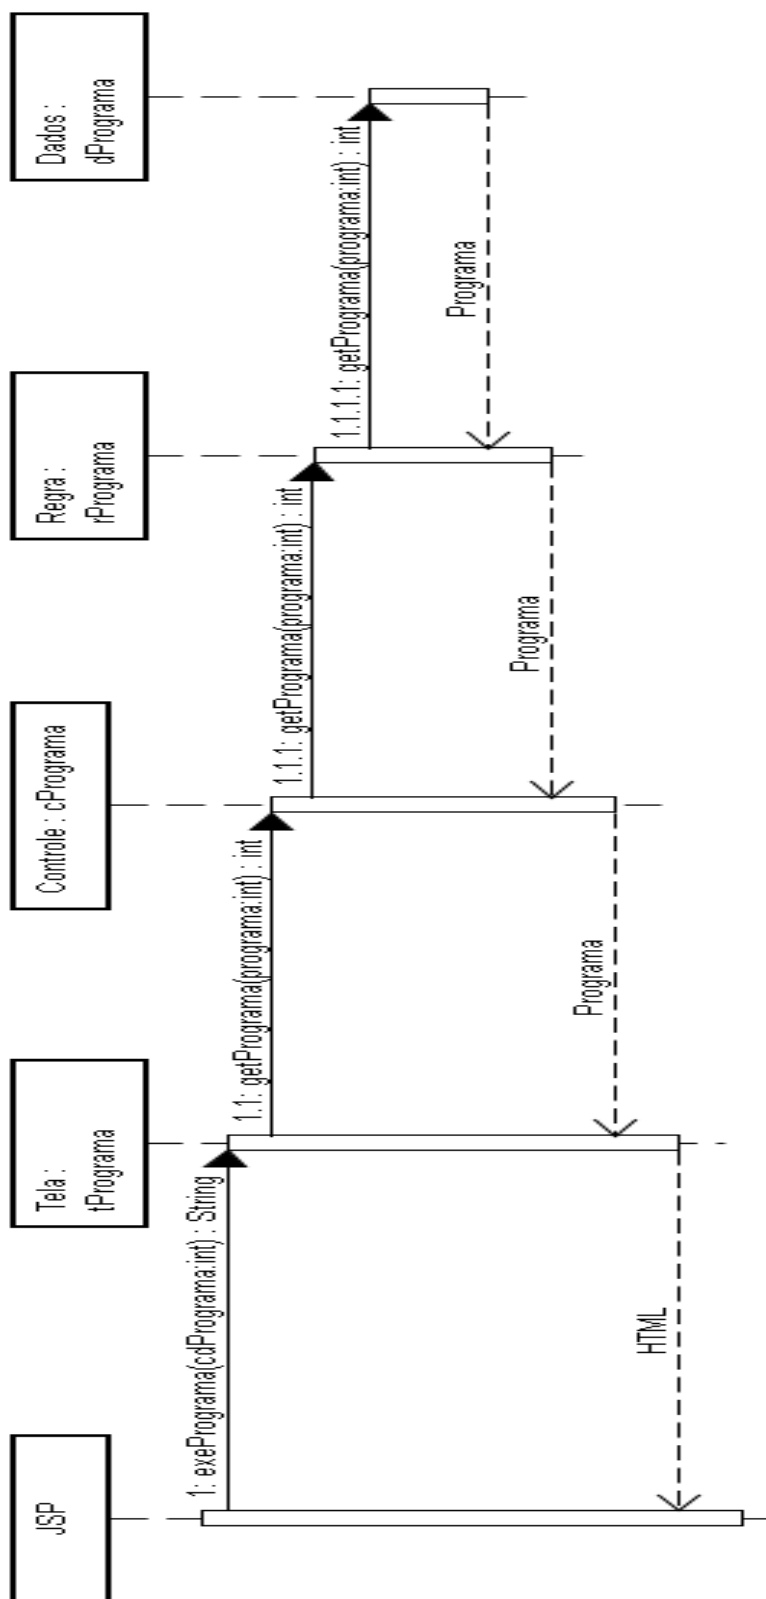 JSP
Tela :
tPrograma
Controle : cPrograma
Regra :
rPrograma
Dados :
dPrograma
1: exePrograma(cdPrograma:int) : String
1.1: getPrograma(programa:int) : int
1.1.1: getPrograma(programa:int) : int
1.1.1.1: getPrograma(programa:int) : int
Programa
Programa
Programa
HTML